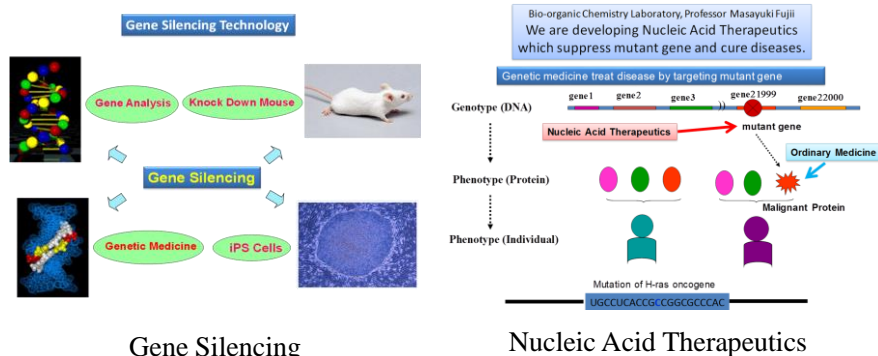 Gene Silencing Technology
Gene Analysis
Knock Down Mouse
Gene Silencing
Genetic Medicine
iPS Cells
Gene Silencing
Bio-organic Chemistry Laboratory, Professor Masayuki Fujii
We are developing Nucleic Acid Therapeutics
which suppress mutant gene and cure diseases.
Genetic medicine treat disease by targeting mutant gene
gene1 gene2 gene3 )) gene21999 gene22000
Genotype (DNA)
Nucleic Acid Therapeutics
mutant gene
Ordinary Medicine
Phenotype (Protein)
Malignant Protein
Phenotype (Individual)
Mutation of H-ras oncogene
UGCCUCACCGCCGGCGCCCAC
Nucleic Acid Therapeutics